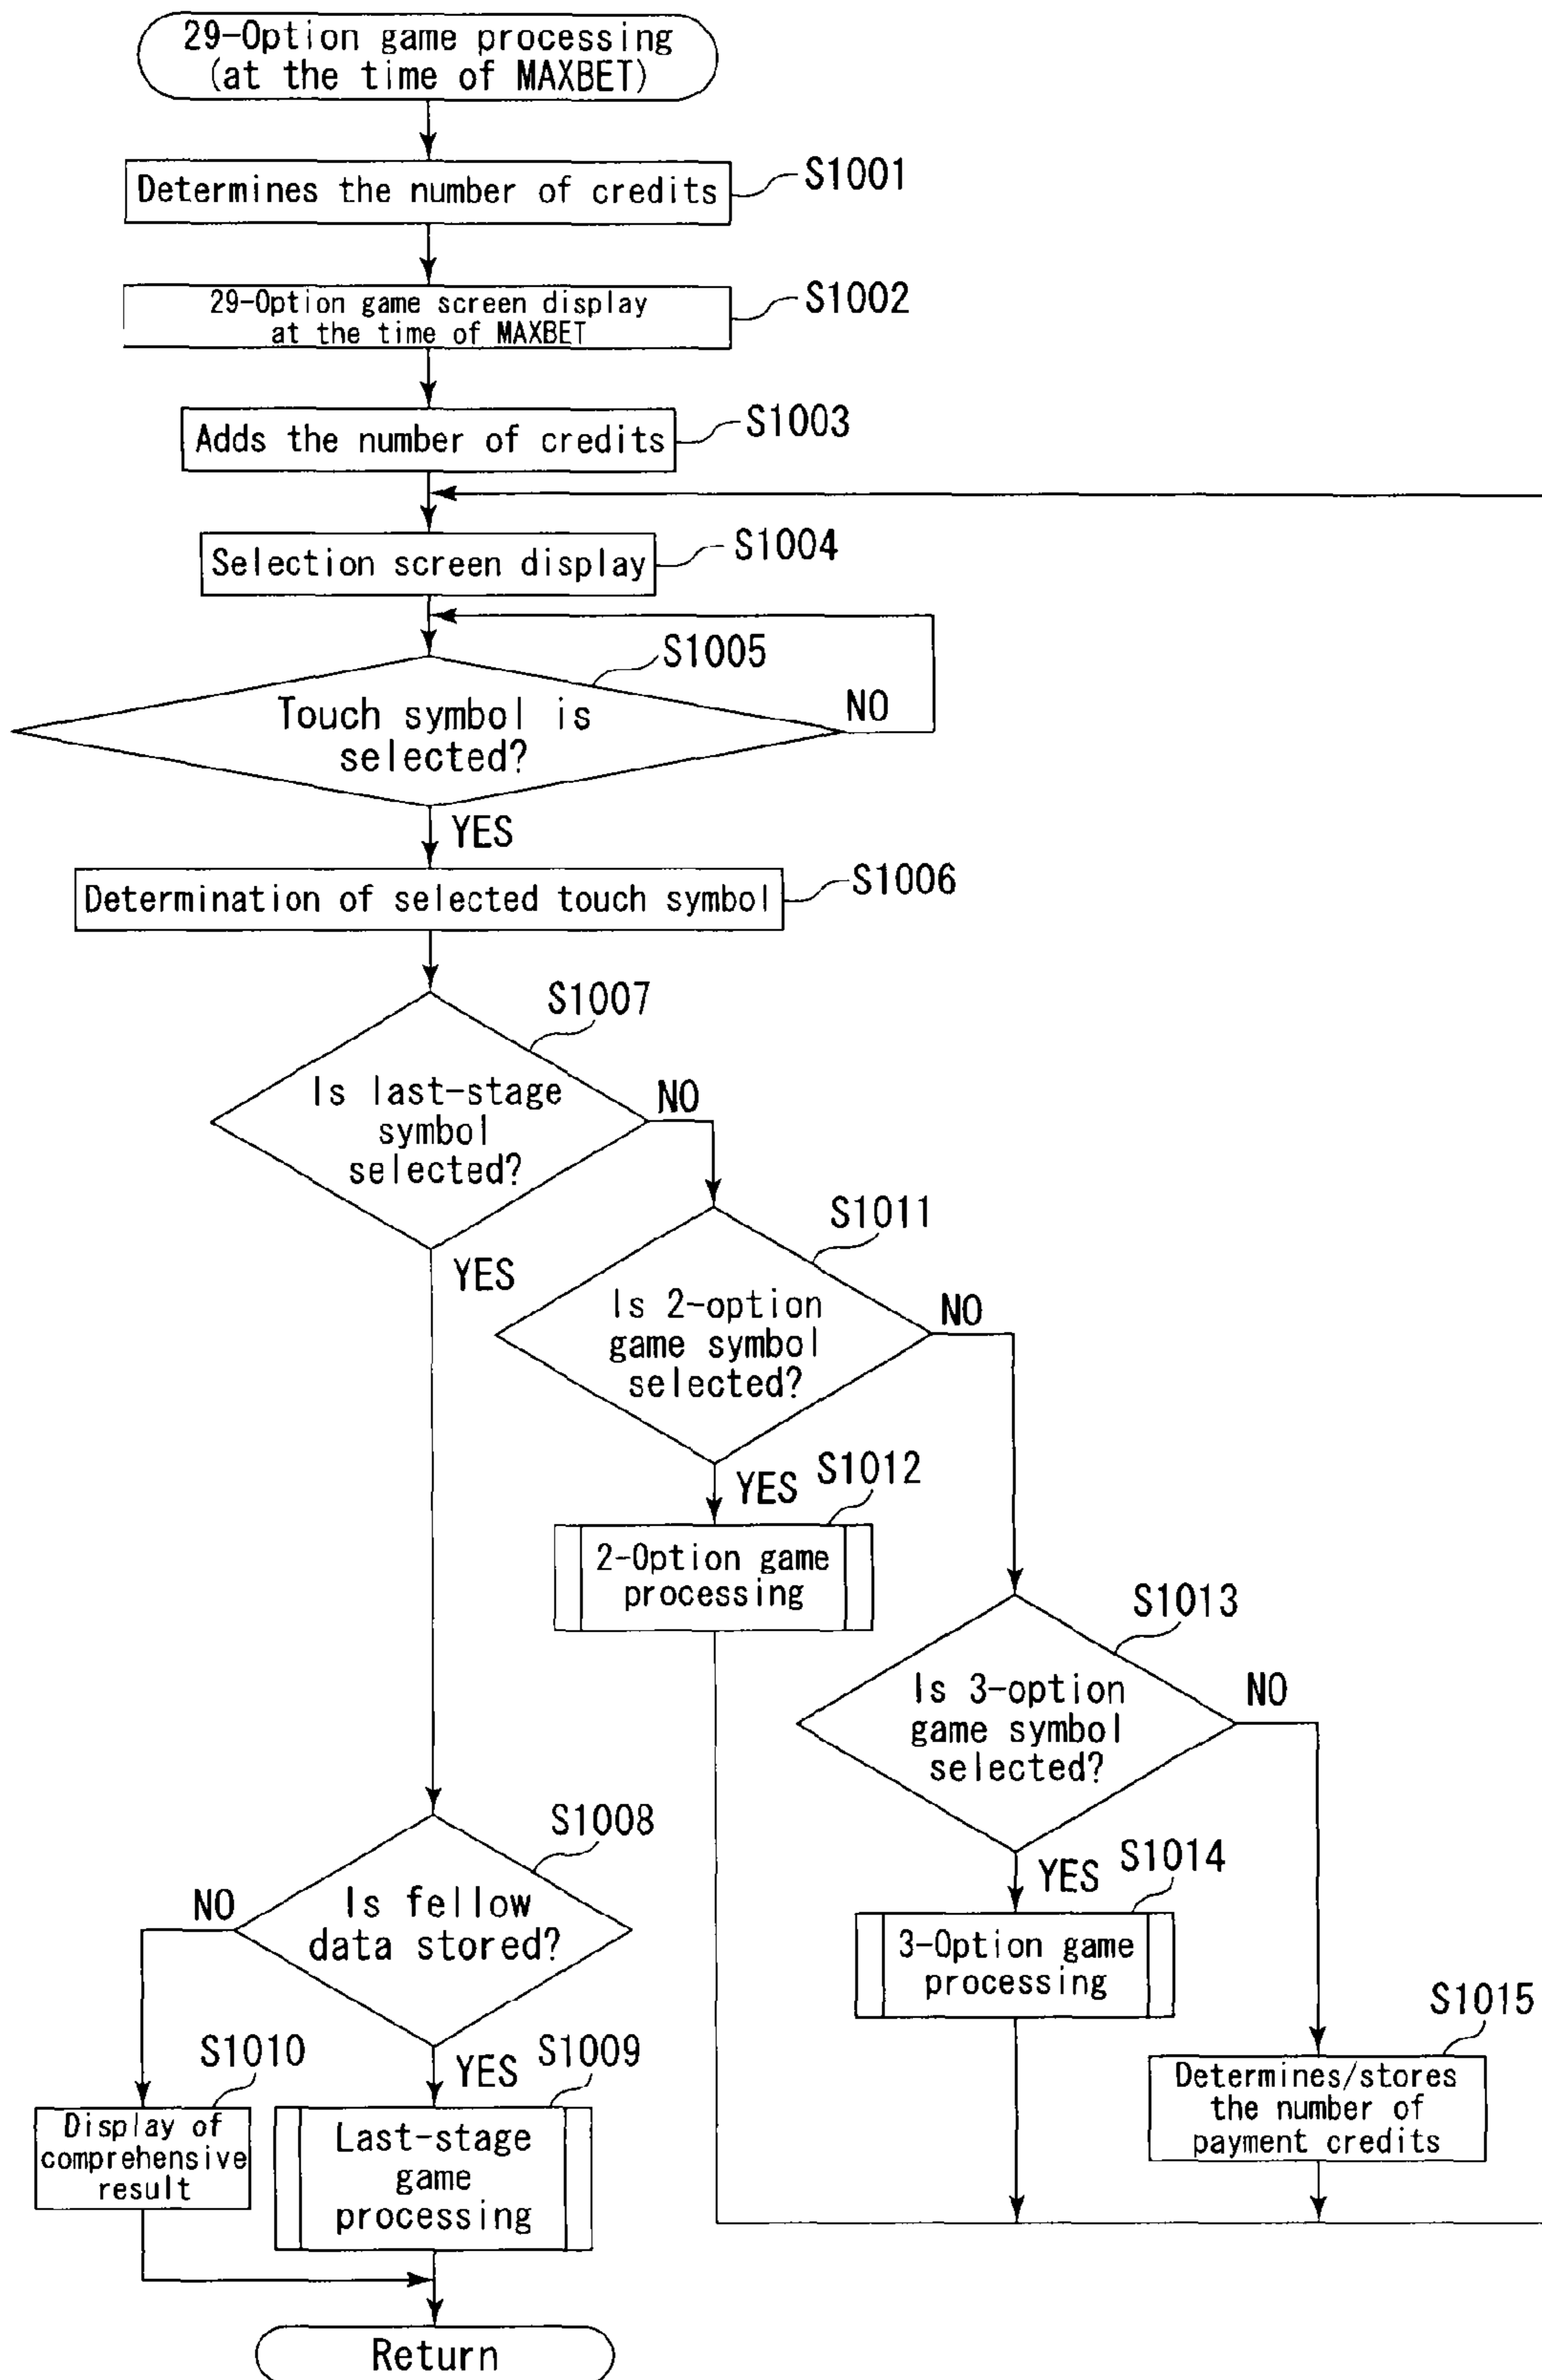 29-Option game processing
(at the time of MAXBET)
Determines the number of credits
S1001
29-Option game screen display
at the time of MAXBET
S1002
Adds the number of credits
S1003
Selection screen display
S1004
S1005
Touch symbol is
selected?
NO
YES
Determination of selected touch symbol
S1006
S1007
Is last-stage
symbol
selected?
NO
YES
S1011
Is 2-option
game symbol
selected?
NO
YES
S1012
2-Option game
processing
S1013
Is 3-option
game symbol
selected?
NO
YES
S1014
3-Option game
processing
S1015
Determines/stores
the number of
payment credits
S1008
Is fellow
data stored?
NO
YES
S1010
Display of
comprehensive
result
S1009
Last-stage
game
processing
Return